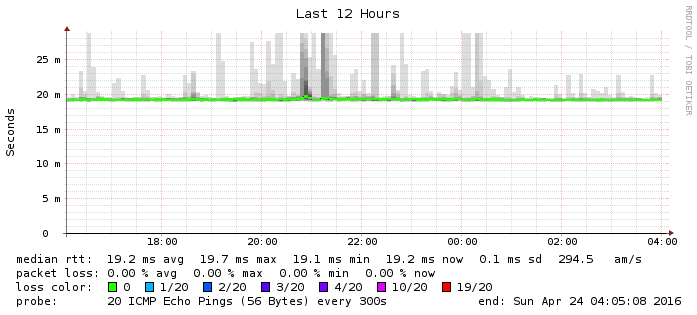 Last 12 Hours
RRDTOOL / TOBI OETIKER
Seconds
25 m
20 m
15 m
10 m
5 m
0
18:00 20:00 22:00 00:00 02:00 04:00
median rtt: 19.2 ms avg 19.7 ms max 19.1 ms min 19.2 ms now 0.1 ms sd 294.5 am/s
packet loss: 0.00 % avg 0.00 % max 0.00 % min 0.00 % now
loss color: 0 1/20 2/20 3/20 4/20 10/20 19/20
probe: 20 ICMP Echo Pings (56 Bytes) every 300s end: Sun Apr 24 04:05:08 2016